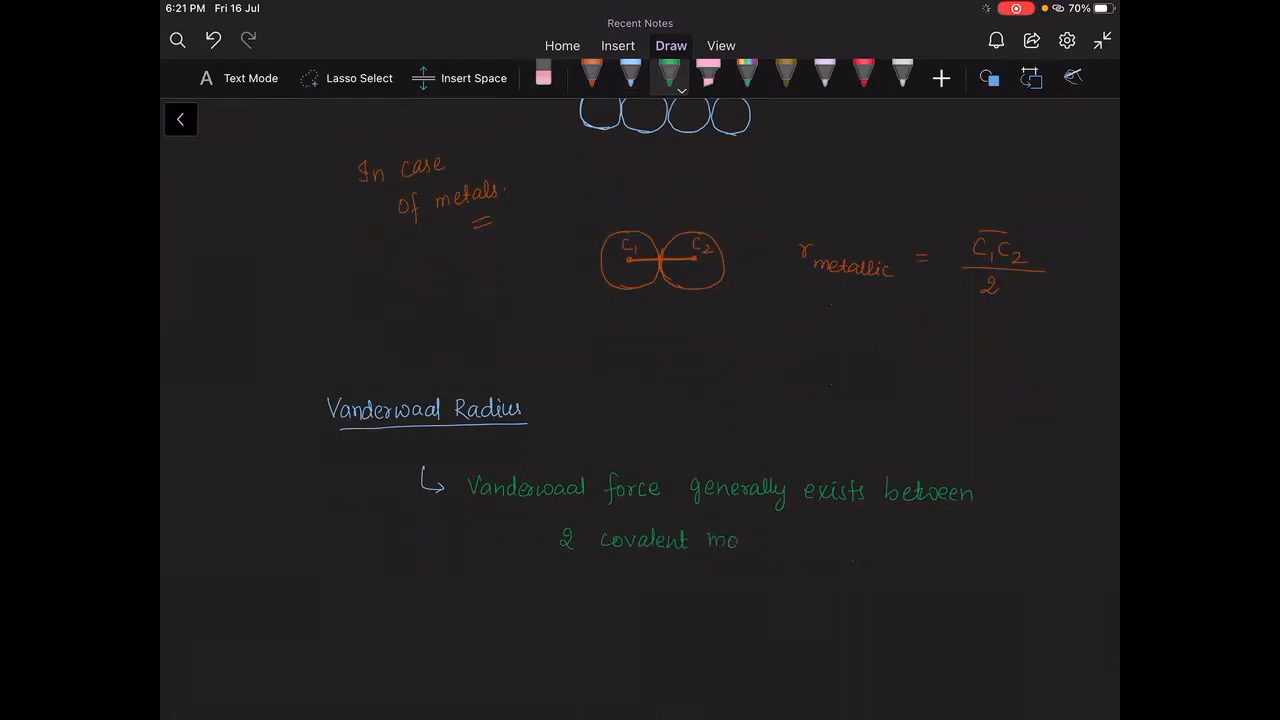 6:21 PM Fri 16 Jul
70%
Recent Notes
Home Insert Draw View
A Text Mode Lasso Select Insert Space
In case
of metals.
C1 C2
r metallic = C1C2
2
Vanderwaal Radius
Vanderwaal force generally exists between
2 covalent mo